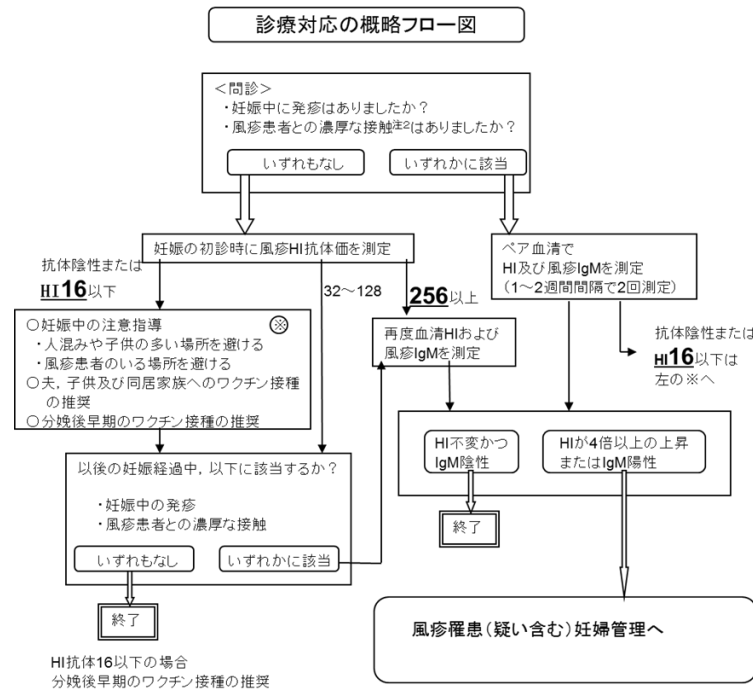 診療対応の概略フロー図
＜問診＞
・妊娠中に発疹はありましたか？
・風疹患者との濃厚な接触注2はありましたか？
いずれもなし
いずれかに該当
妊娠の初診時に風疹HI抗体価を測定
ペア血清で
HI及び風疹IgMを測定
（1～2週間間隔で2回測定）
抗体陰性または
HI16以下
32～128
256以上
抗体陰性または
HI16以下は
左の※へ
○妊娠中の注意指導 ※
・人混みや子供の多い場所を避ける
・風疹患者のいる場所を避ける
○夫，子供及び同居家族へのワクチン接種
の推奨
○分娩後早期のワクチン接種の推奨
再度血清HIおよび
風疹IgMを測定
HI不変かつ
IgM陰性
HIが4倍以上の上昇
またはIgM陽性
以後の妊娠経過中，以下に該当するか？
・妊娠中の発疹
・風疹患者との濃厚な接触
いずれもなし
いずれかに該当
終了
終了
風疹罹患（疑い含む）妊婦管理へ
HI抗体16以下の場合
分娩後早期のワクチン接種の推奨